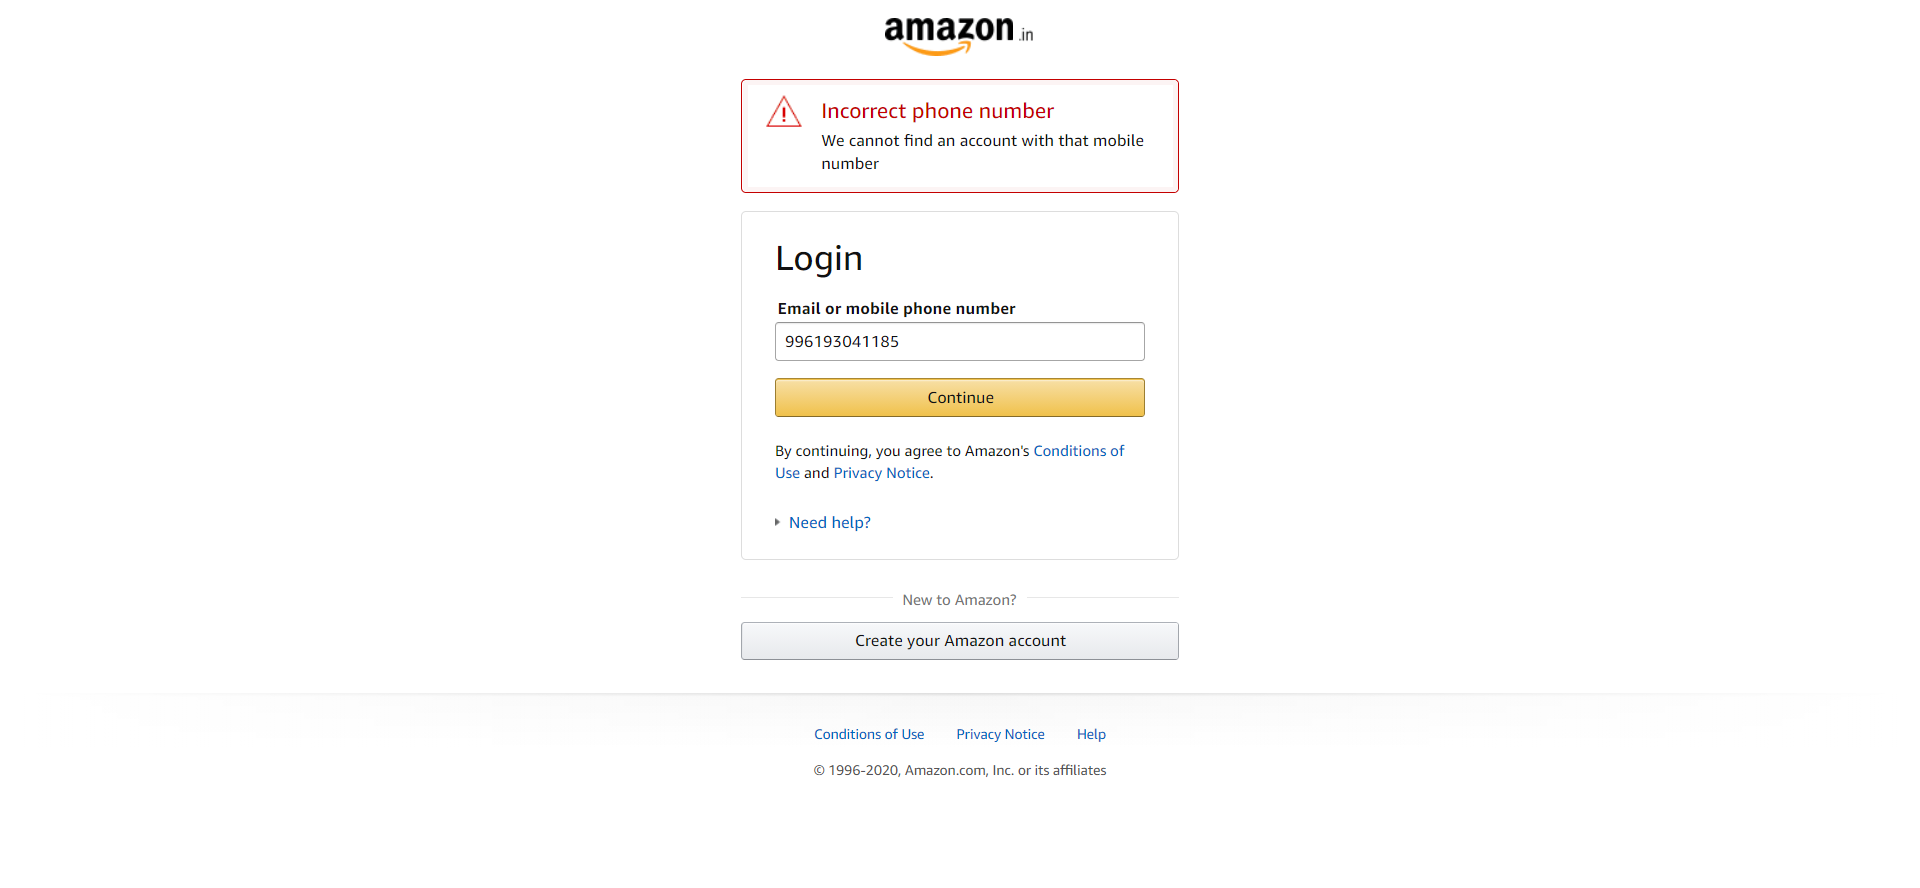 amazon.in
Incorrect phone number
We cannot find an account with that mobile
number
Login
Email or mobile phone number
996193041185
Continue
By continuing, you agree to Amazon's Conditions of
Use and Privacy Notice.
Need help?
New to Amazon?
Create your Amazon account
Conditions of Use Privacy Notice Help
© 1996-2020, Amazon.com, Inc. or its affiliates